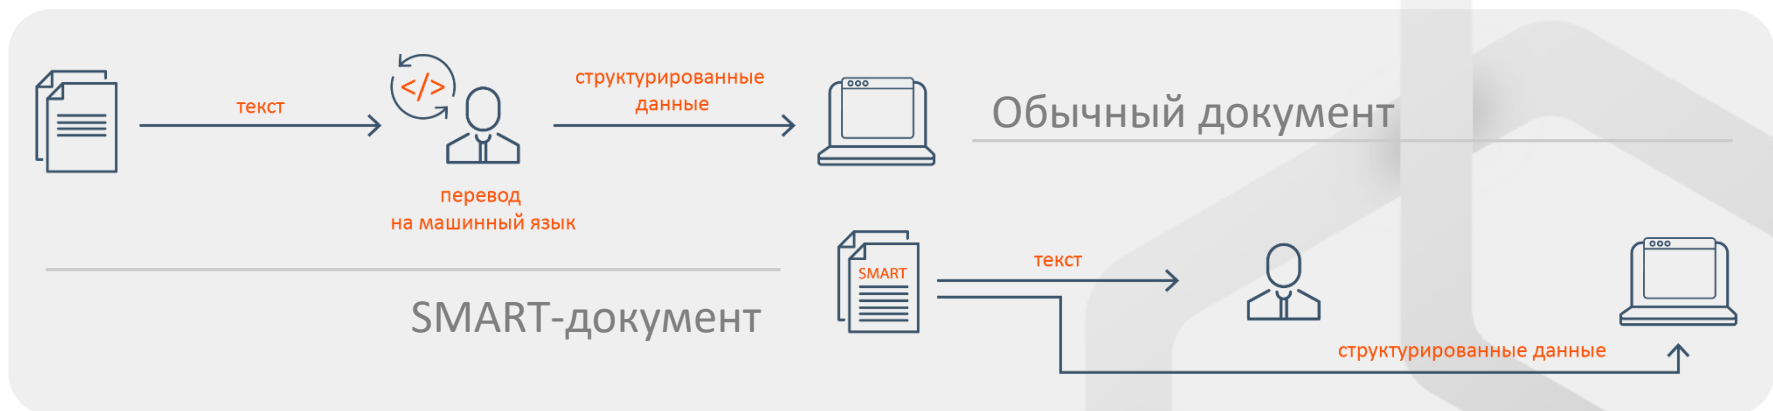 текст
</>
структурированные
данные
Обычный документ
перевод
на машинный язык
SMART-документ
SMART
текст
структурированные данные